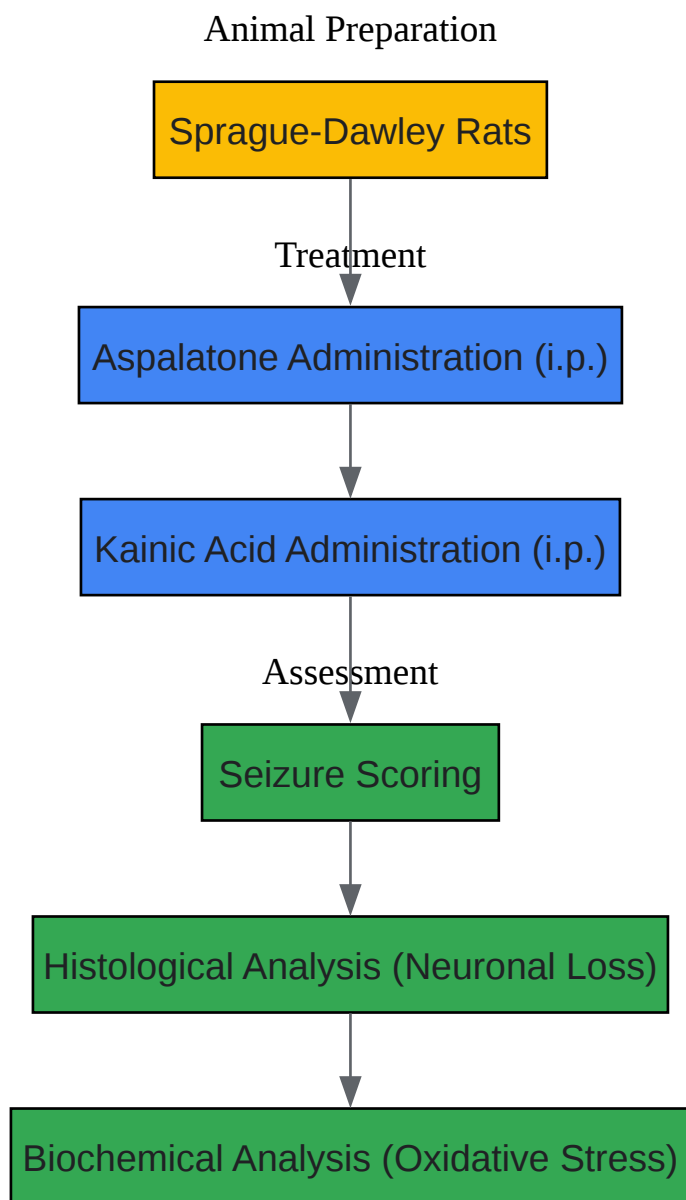 Animal Preparation
Sprague-Dawley Rats
Treatment
Aspalatone Administration (i.p.)
Kainic Acid Administration (i.p.)
Assessment
Seizure Scoring
Histological Analysis (Neuronal Loss)
Biochemical Analysis (Oxidative Stress)